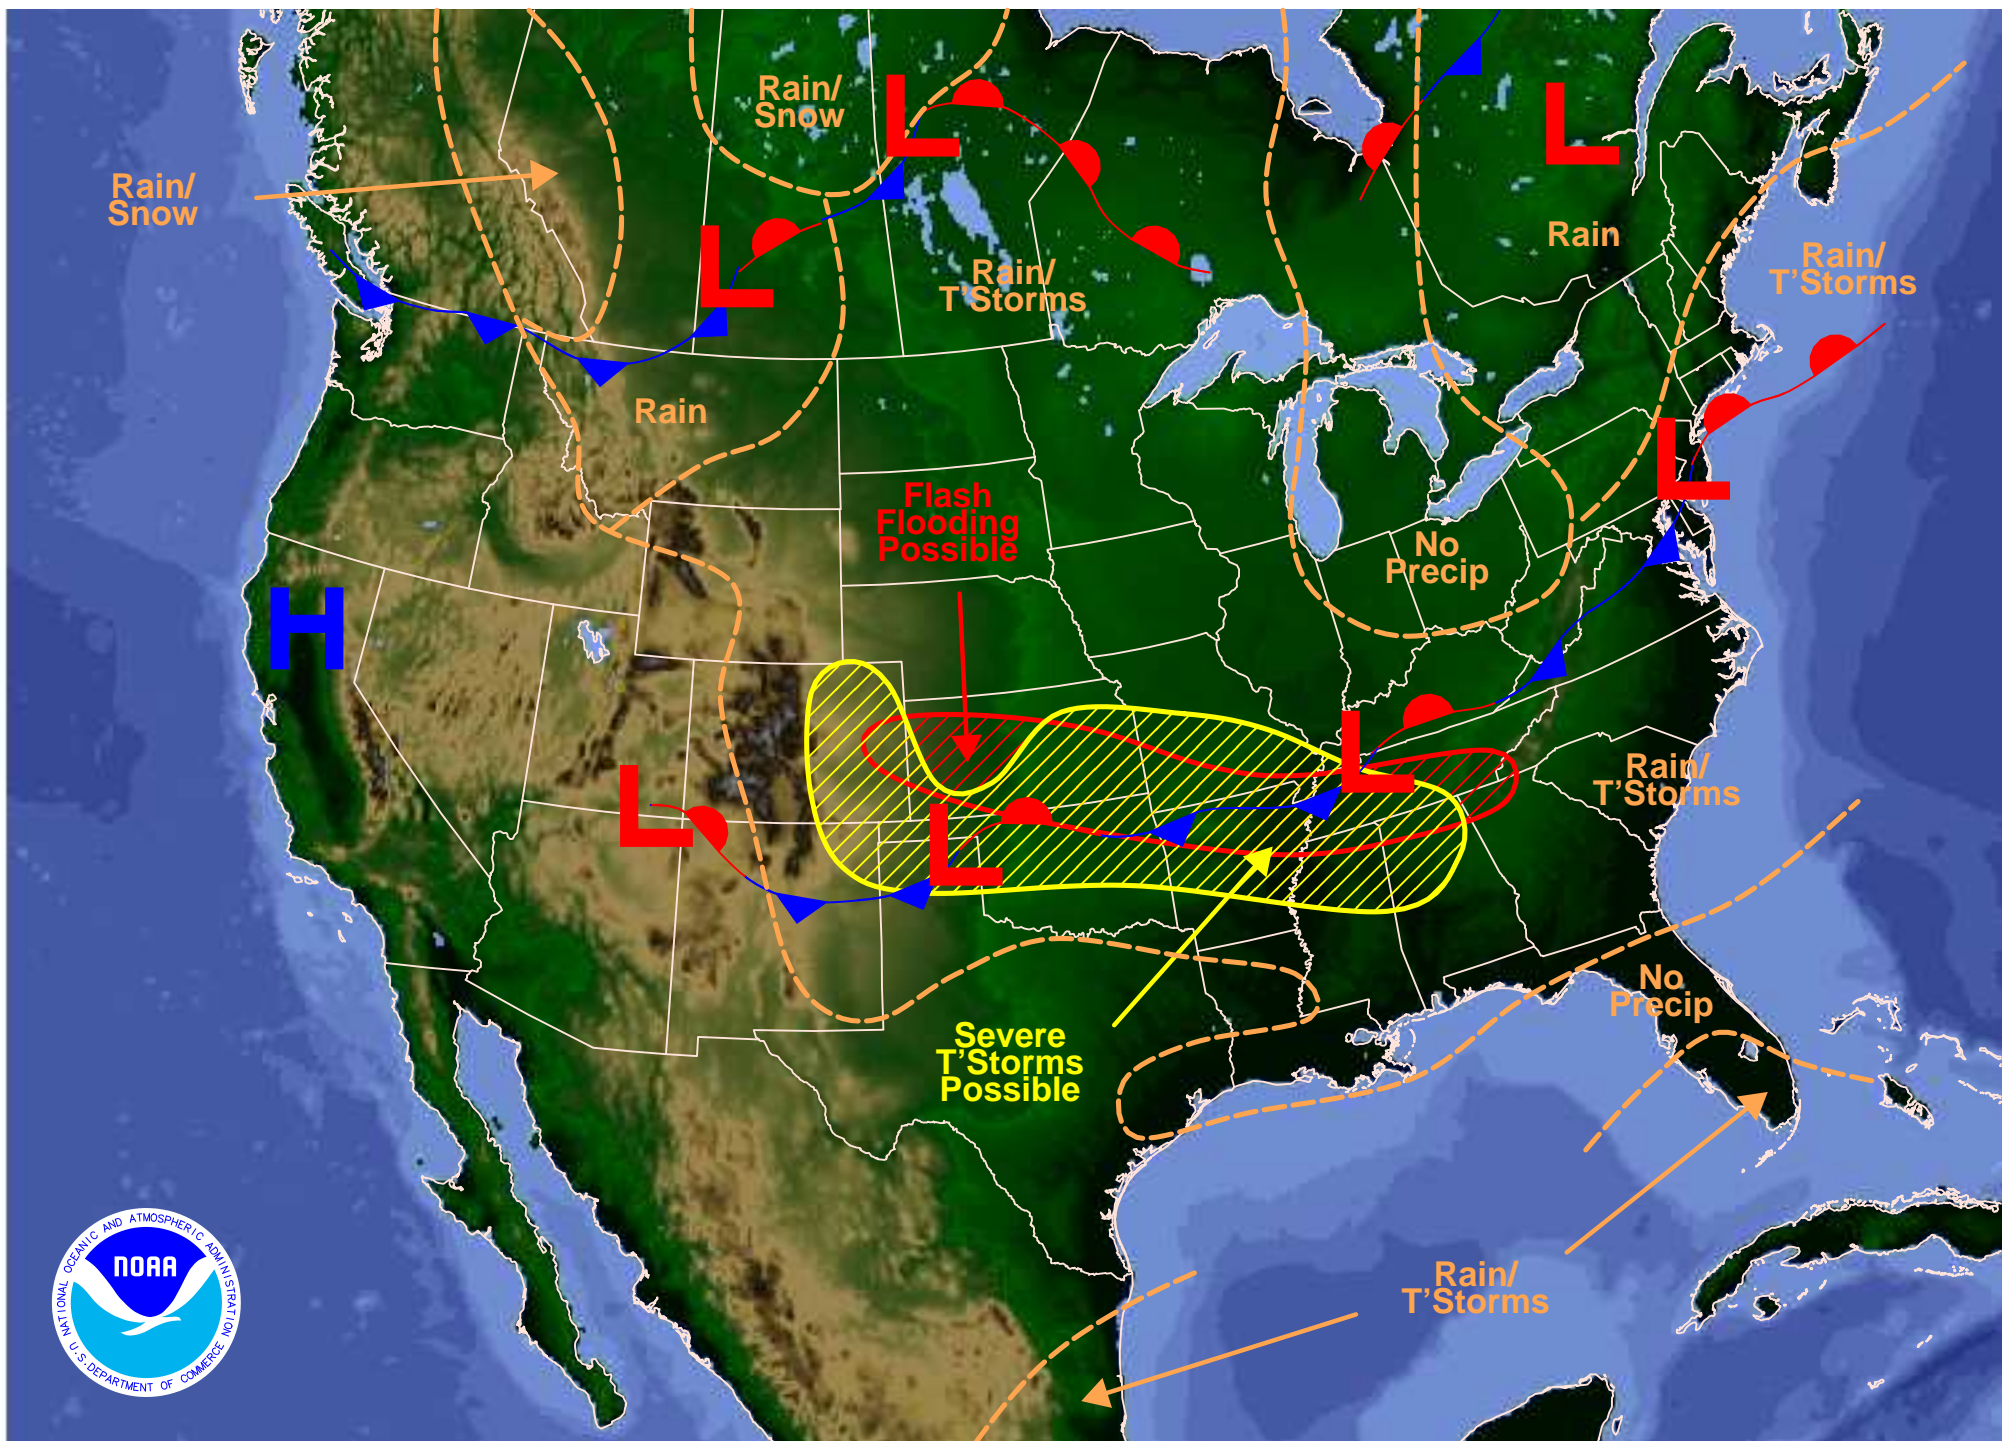 Rain/
Snow
L
L
Rain/
Snow
Rain
Rain/
T'Storms
L
Rain/
T'Storms
Rain
L
Flash
Flooding
Possible
No
Precip
H
L
Rain/
T'Storms
L
L
No
Precip
Severe
T'Storms
Possible
Rain/
T'Storms
NATIONAL OCEANIC AND ATMOSPHERIC ADMINISTRATION
NOAA
U.S. DEPARTMENT OF COMMERCE